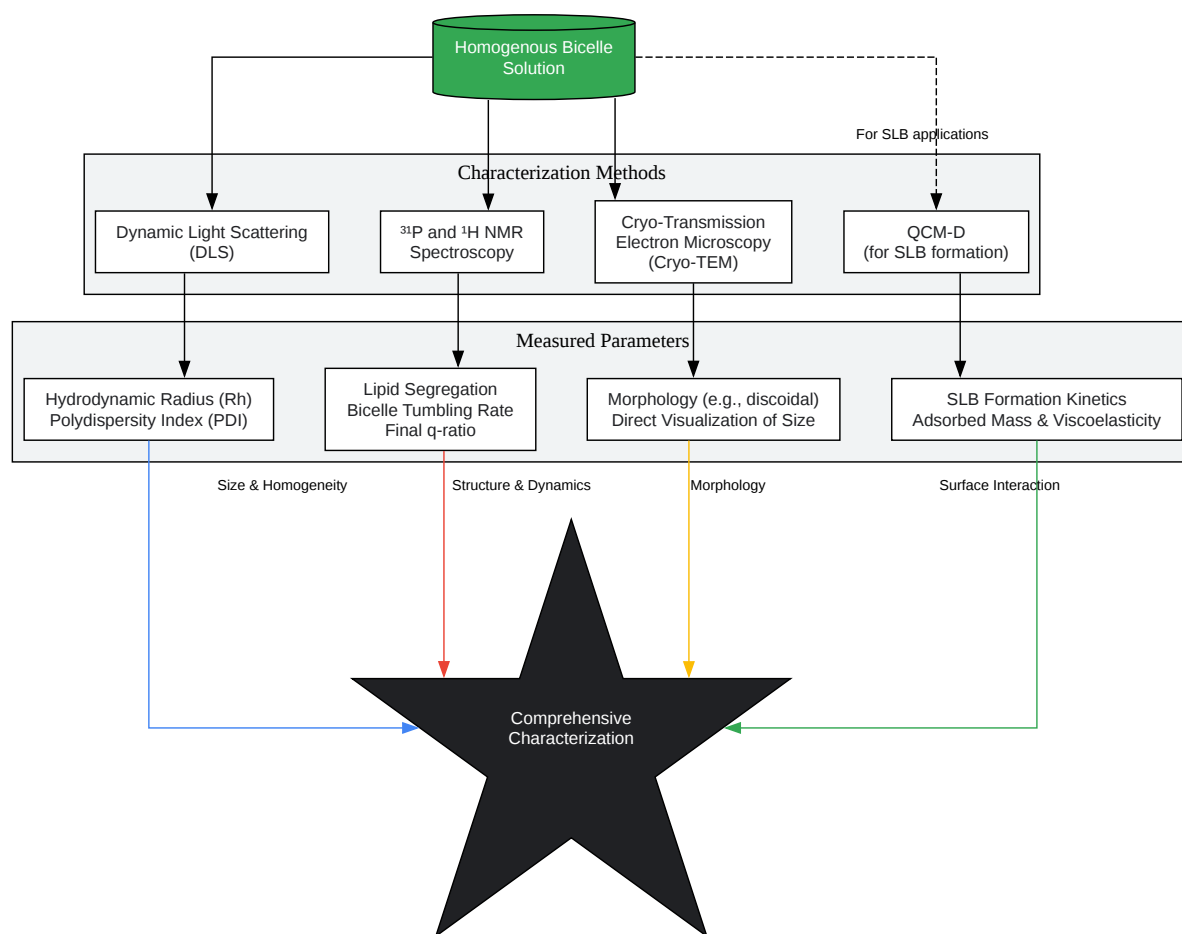 Homogenous Bicelle
Solution
For SLB applications
Characterization Methods
Dynamic Light Scattering
(DLS)
³¹P and ¹H NMR
Spectroscopy
Cryo-Transmission
Electron Microscopy
(Cryo-TEM)
QCM-D
(for SLB formation)
Measured Parameters
Hydrodynamic Radius (Rh)
Polydispersity Index (PDI)
Lipid Segregation
Bicelle Tumbling Rate
Final q-ratio
Morphology (e.g., discoidal)
Direct Visualization of Size
SLB Formation Kinetics
Adsorbed Mass & Viscoelasticity
Size & Homogeneity
Structure & Dynamics
Morphology
Surface Interaction
Comprehensive
Characterization